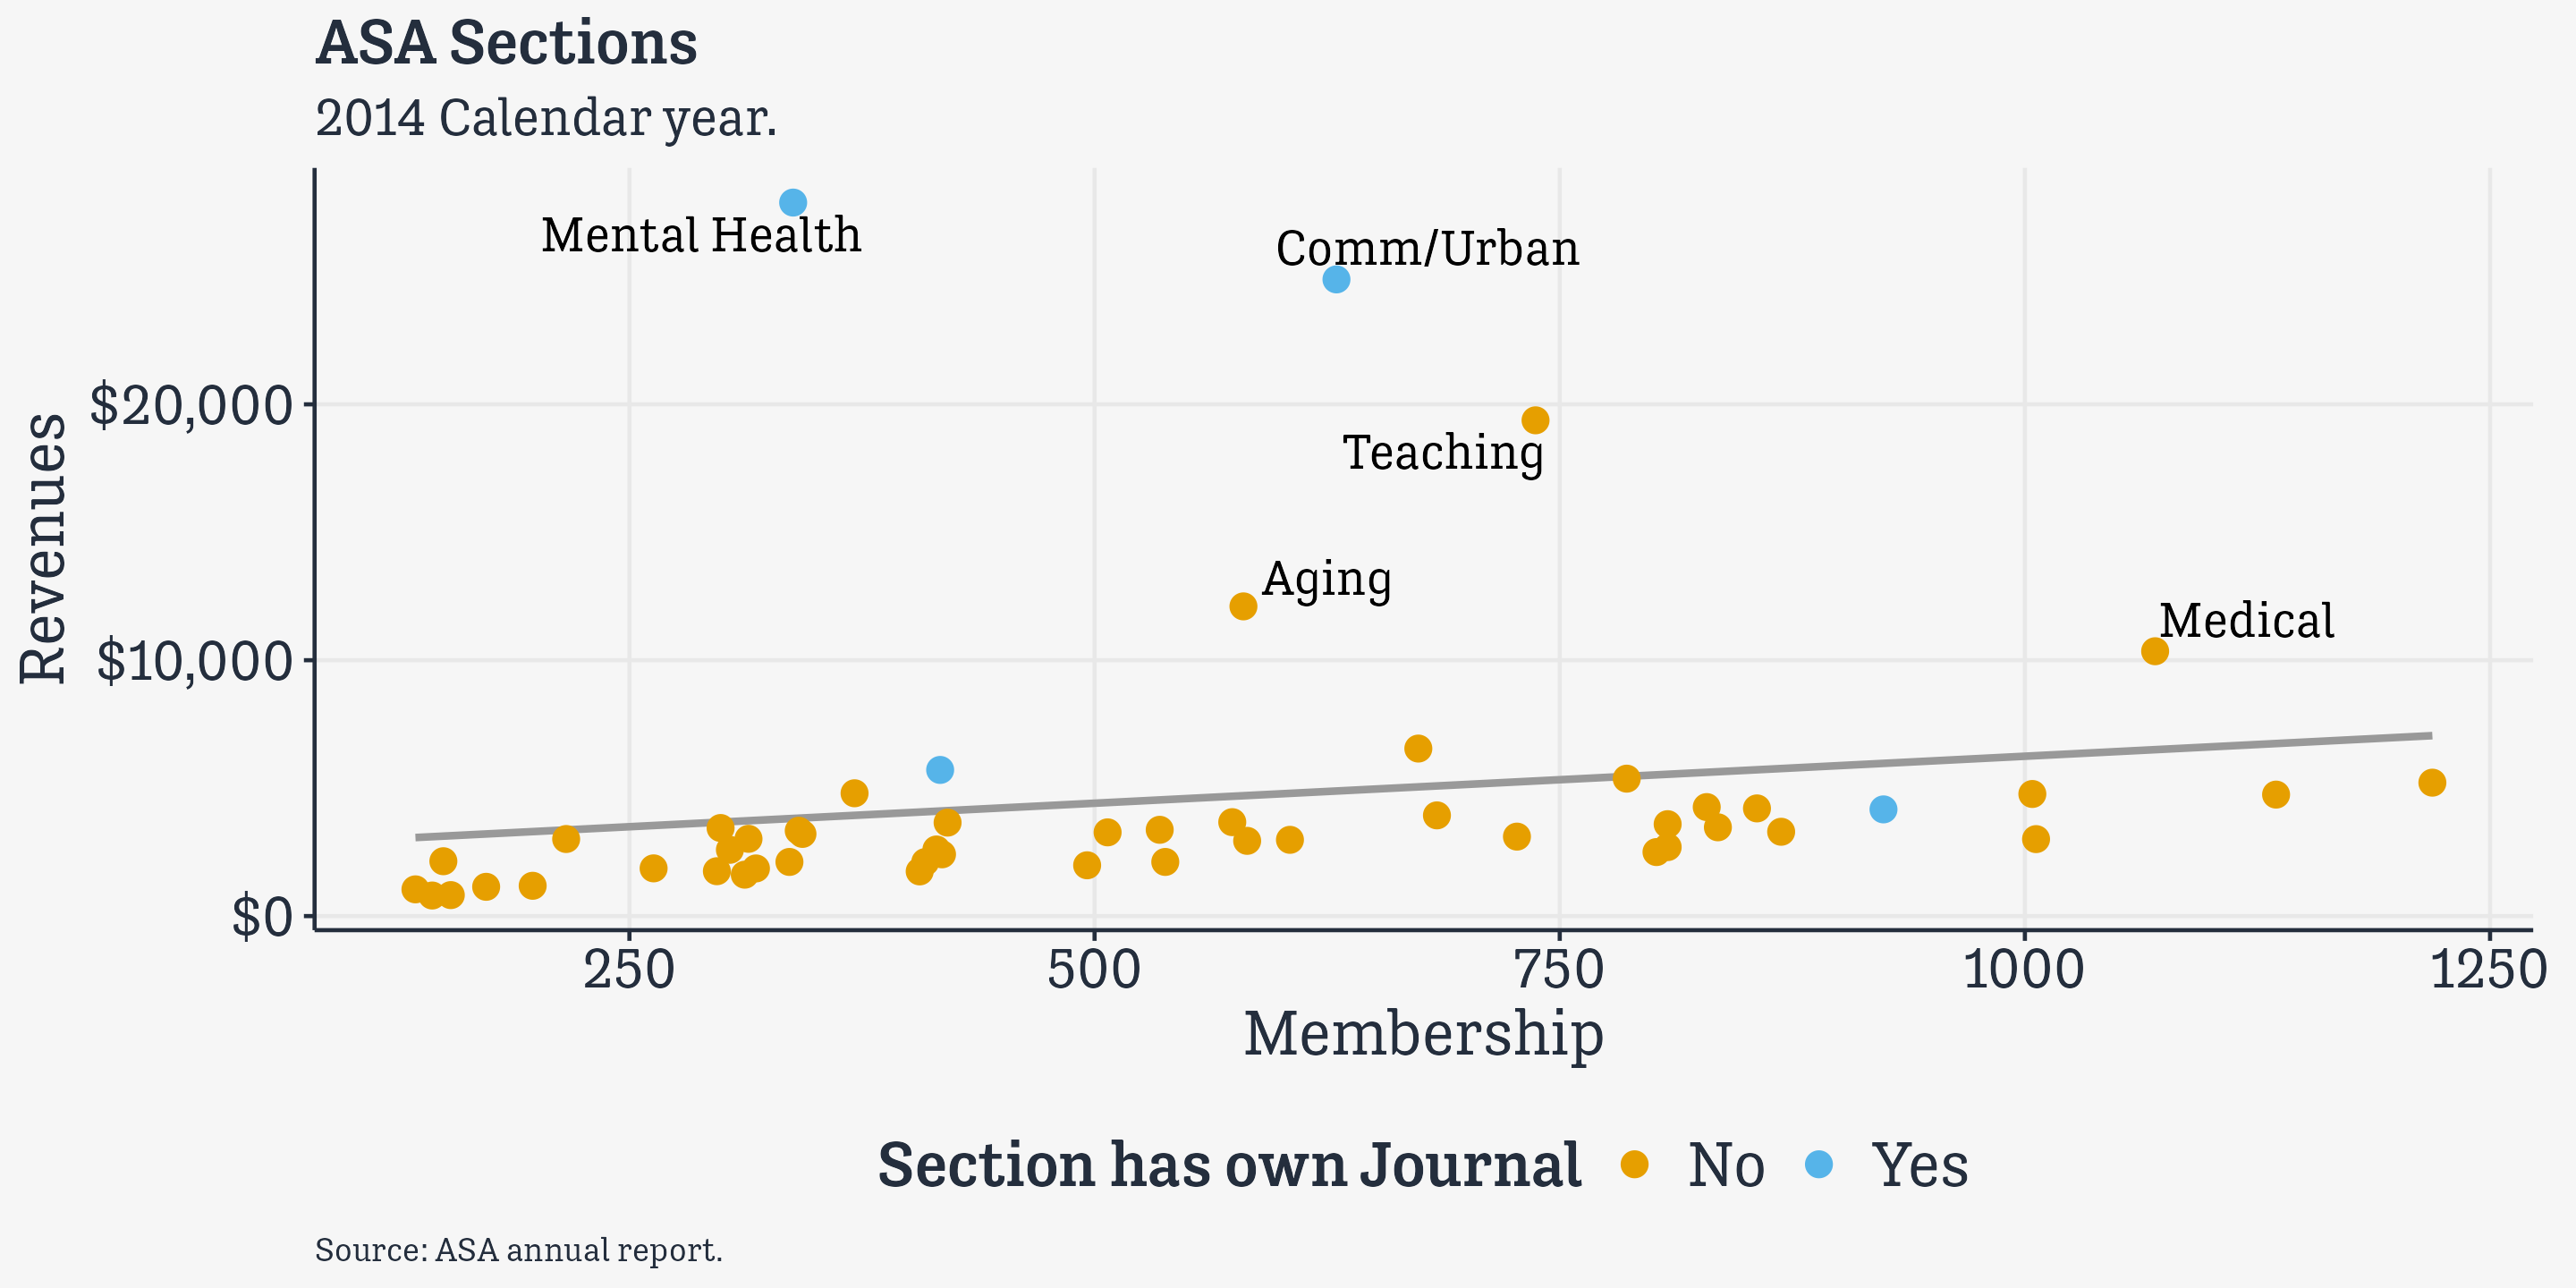 ASA Sections
2014 Calendar year.
Mental Health
Comm/Urban
$20,000
Teaching
Aging
Medical
Revenues
$10,000
$0
250 500 750 1000 1250
Membership
Section has own Journal No Yes
Source: ASA annual report.